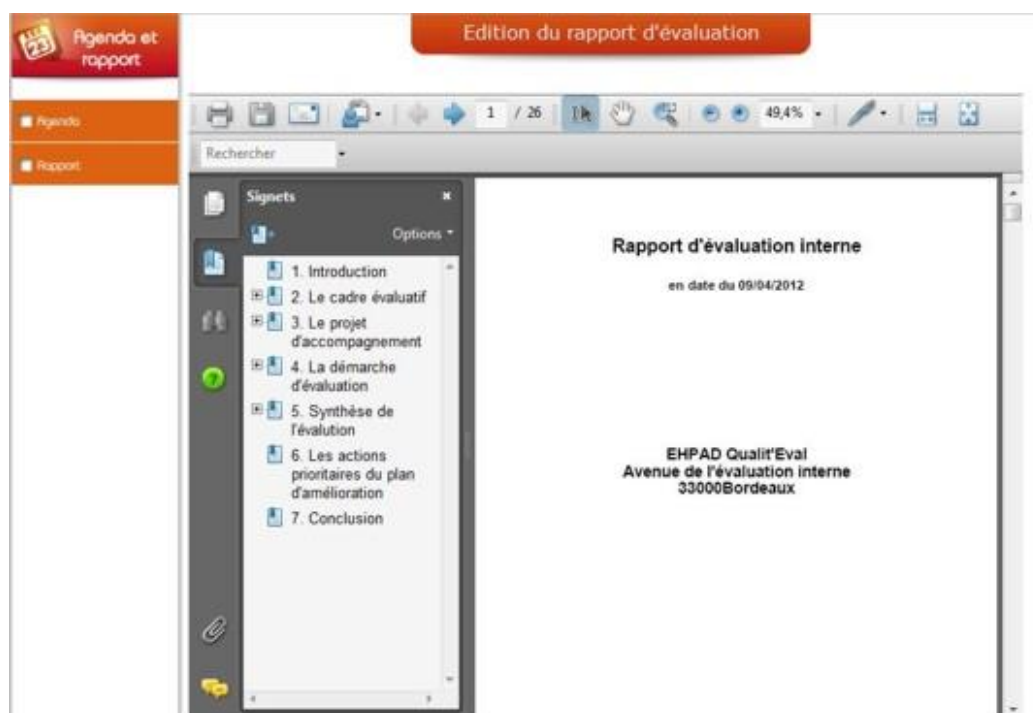 23
Agenda et
rapport
Edition du rapport d'évaluation
Agenda
Rapport
1 / 26
49,4%
Rechercher
Signets
Options
1. Introduction
2. Le cadre évaluatif
3. Le projet
d'accompagnement
4. La démarche
d'évaluation
5. Synthèse de
l'évalution
6. Les actions
prioritaires du plan
d'amélioration
7. Conclusion
Rapport d'évaluation interne
en date du 09/04/2012
EHPAD Qualit'Eval
Avenue de l'évaluation interne
33000Bordeaux